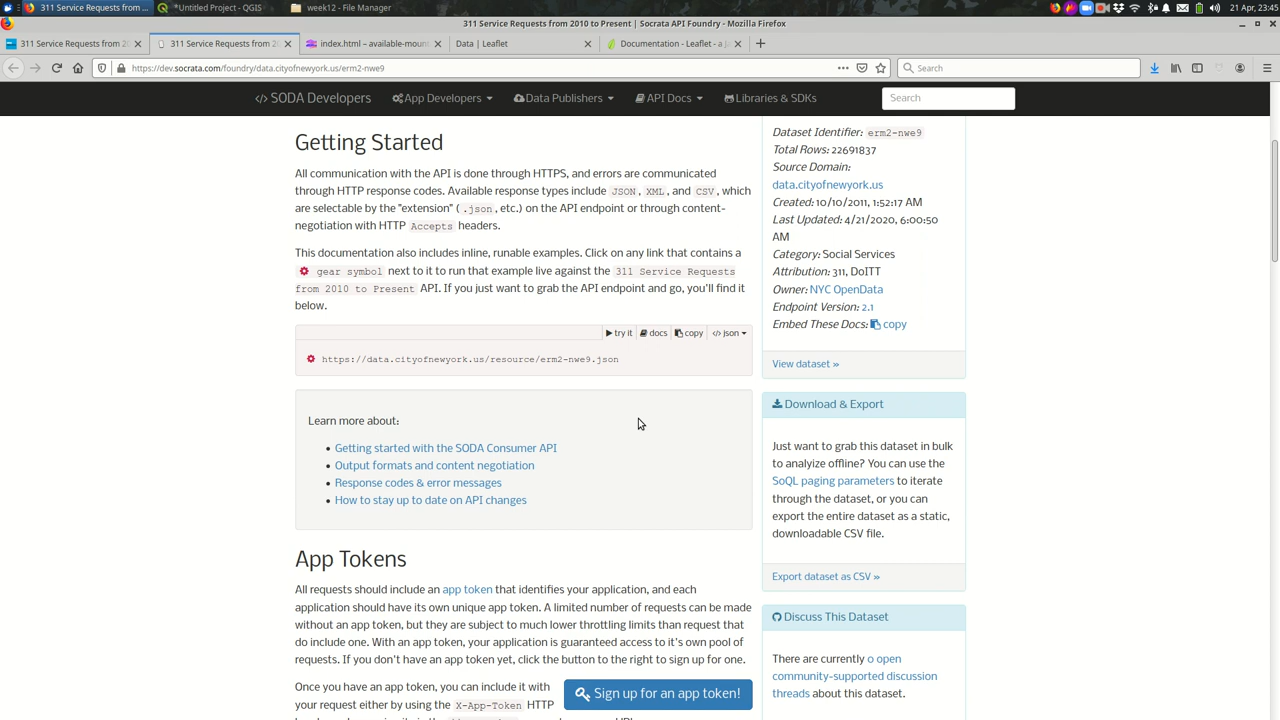 311 Service Requests from 2...
*Untitled Project - QGIS
week12 - File Manager
21 Apr, 23:45
311 Service Requests from 2010 to Present | Socrata API Foundry - Mozilla Firefox
311 Service Requests from 20
311 Service Requests from 20
index.html – available-moun
Data | Leaflet
Documentation - Leaflet - a j
https://dev.socrata.com/foundry/data.cityofnewyork.us/erm2-nwe9
Search
</> SODA Developers
App Developers
Data Publishers
API Docs
Libraries & SDKs
Search
Getting Started
All communication with the API is done through HTTPS, and errors are communicated
through HTTP response codes. Available response types include JSON, XML, and CSV, which
are selectable by the "extension" (.json, etc.) on the API endpoint or through content-
negotiation with HTTP Accepts headers.
This documentation also includes inline, runable examples. Click on any link that contains a
gear symbol next to it to run that example live against the 311 Service Requests
from 2010 to Present API. If you just want to grab the API endpoint and go, you'll find it
below.
try it docs copy </> json
https://data.cityofnewyork.us/resource/erm2-nwe9.json
Learn more about:
• Getting started with the SODA Consumer API
• Output formats and content negotiation
• Response codes & error messages
• How to stay up to date on API changes
App Tokens
All requests should include an app token that identifies your application, and each
application should have its own unique app token. A limited number of requests can be made
without an app token, but they are subject to much lower throttling limits than request that
do include one. With an app token, your application is guaranteed access to it's own pool of
requests. If you don't have an app token yet, click the button to the right to sign up for one.
Once you have an app token, you can include it with
your request either by using the X-App-Token HTTP
Sign up for an app token!
Dataset Identifier: erm2-nwe9
Total Rows: 22691837
Source Domain:
data.cityofnewyork.us
Created: 10/10/2011, 1:52:17 AM
Last Updated: 4/21/2020, 6:00:50
AM
Category: Social Services
Attribution: 311, DoITT
Owner: NYC OpenData
Endpoint Version: 2.1
Embed These Docs: copy
View dataset »
Download & Export
Just want to grab this dataset in bulk
to analyize offline? You can use the
SoQL paging parameters to iterate
through the dataset, or you can
export the entire dataset as a static,
downloadable CSV file.
Export dataset as CSV »
Discuss This Dataset
There are currently 0 open
community-supported discussion
threads about this dataset.